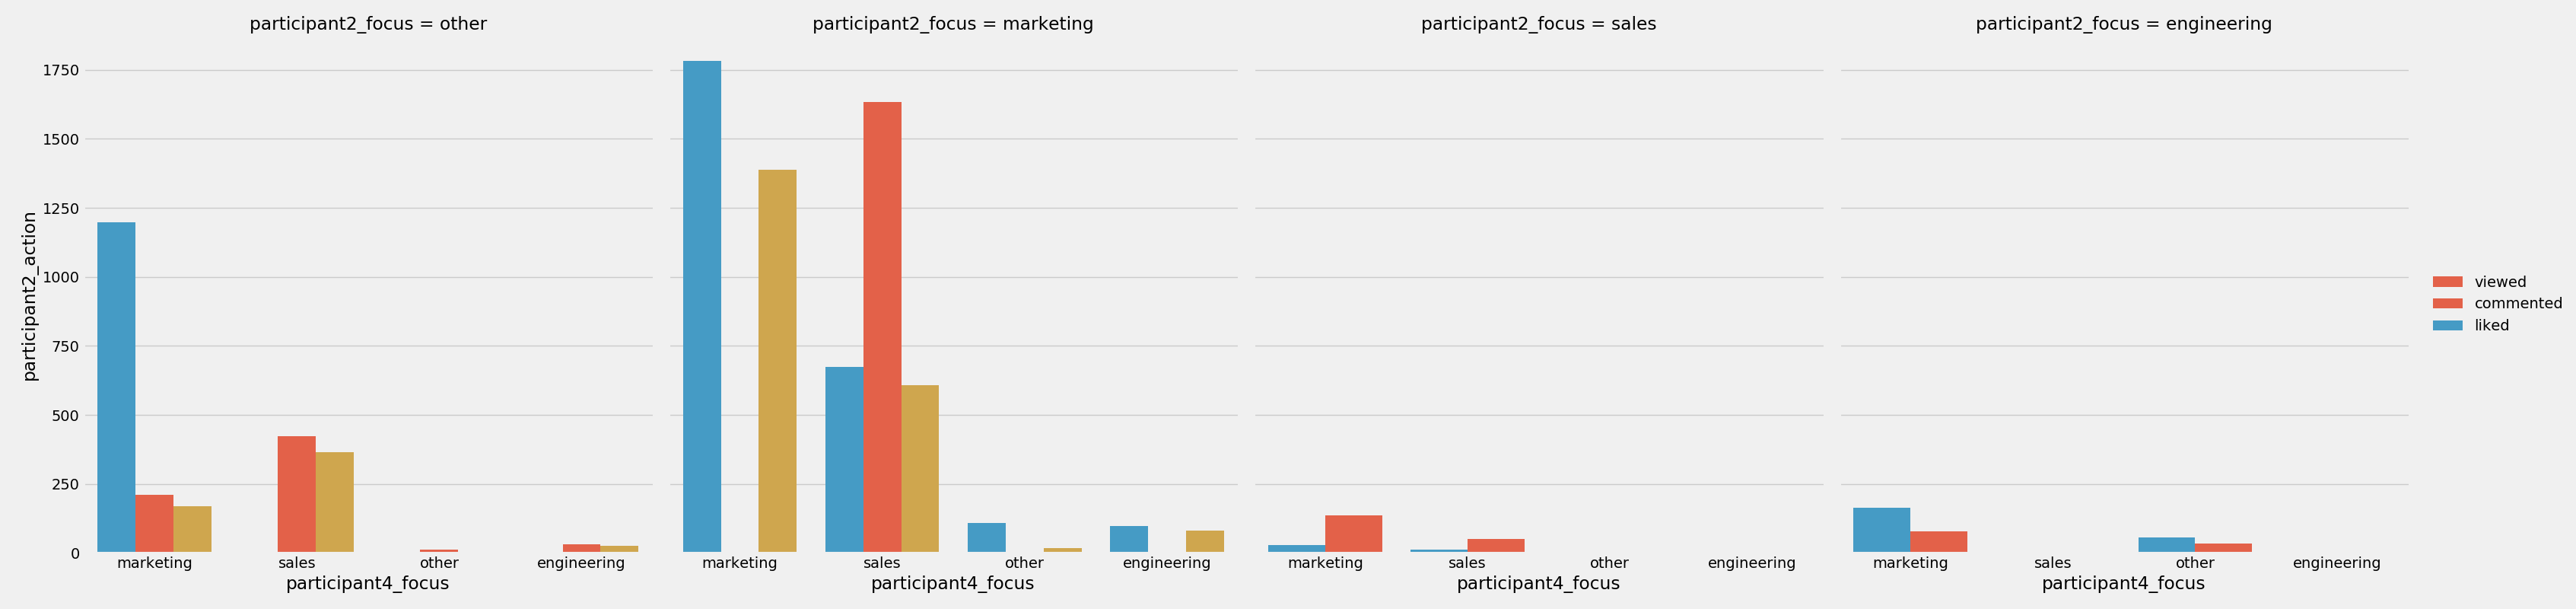 participant2_focus = other
participant2_focus = marketing
participant2_focus = sales
participant2_focus = engineering
participant2_action
1750
1500
1250
1000
750
500
250
0
viewed
commented
liked
marketing sales other engineering
marketing sales other engineering
marketing sales other engineering
marketing sales other engineering
participant4_focus
participant4_focus
participant4_focus
participant4_focus